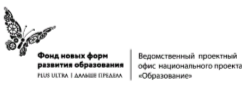 Фонд новых форм
развития образования
PLUS ULTRA | ДАЛЬШЕ ПРЕДЕЛА
Ведомственный проектный
офис национального проекта
«Образование»